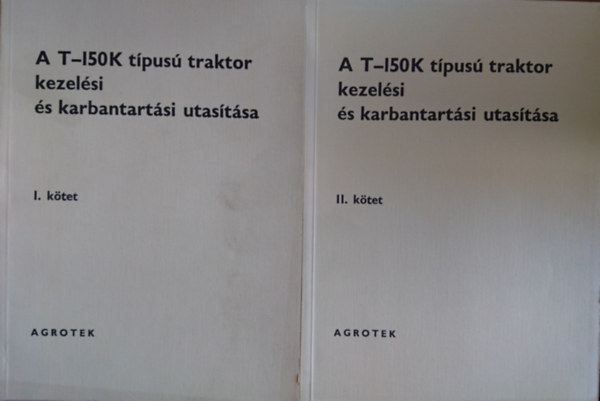 A T-150K típusú traktor
kezelési
és karbantartási utasítása
I. kötet
AGROTEK
A T-150K típusú traktor
kezelési
és karbantartási utasítása
II. kötet
AGROTEK